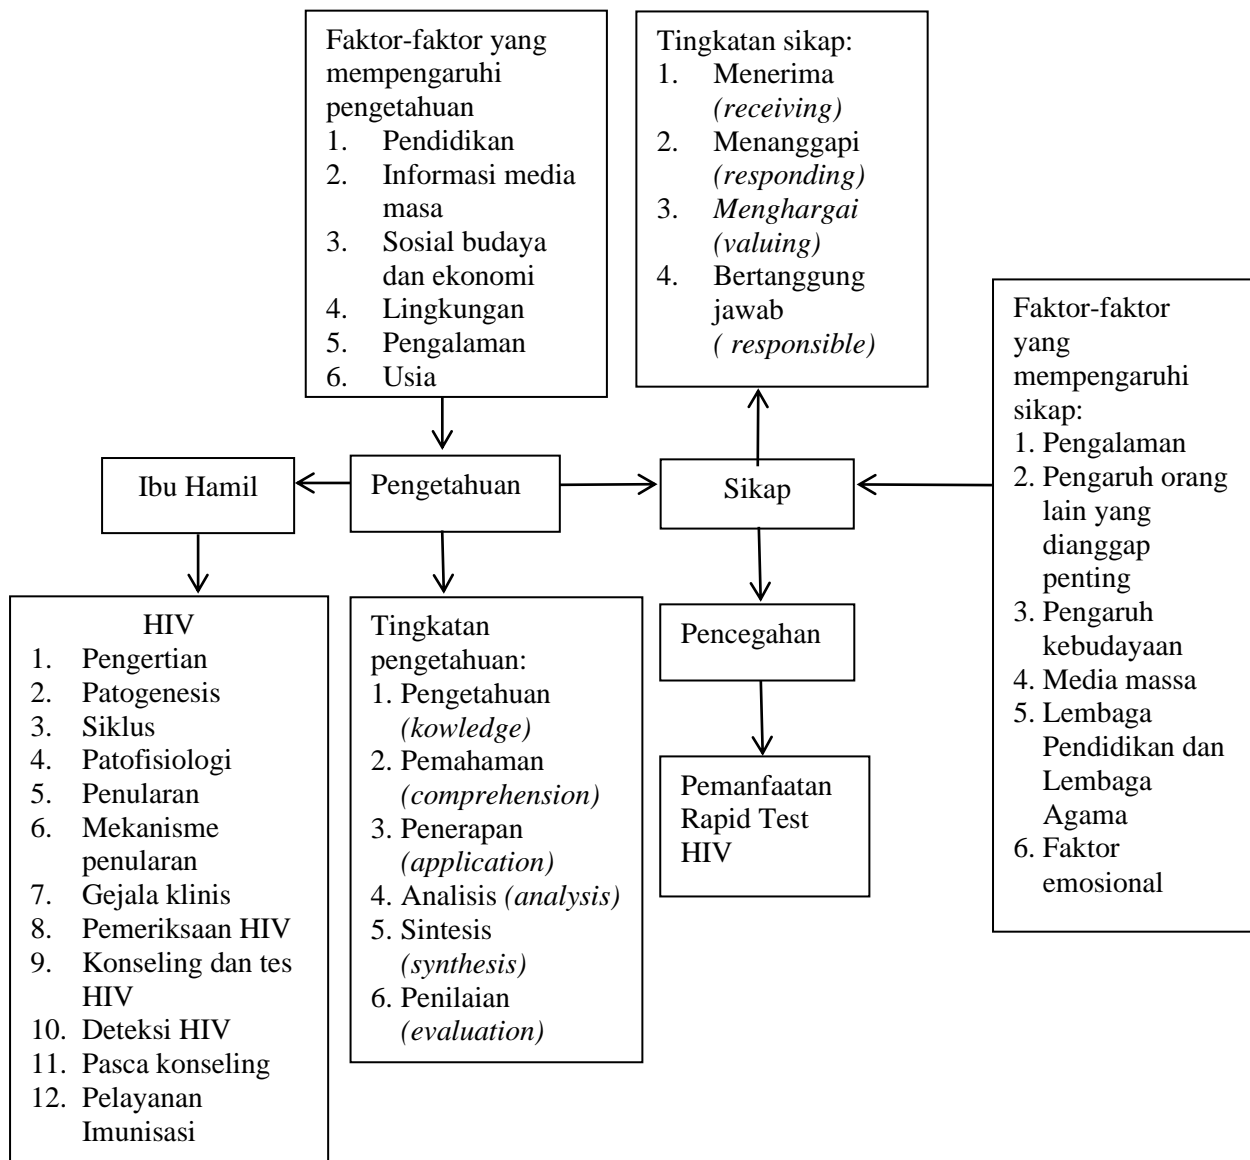 Faktor-faktor yang
mempengaruhi
pengetahuan
1. Pendidikan
2. Informasi media
masa
3. Sosial budaya
dan ekonomi
4. Lingkungan
5. Pengalaman
6. Usia
Tingkatan sikap:
1. Menerima
(receiving)
2. Menanggapi
(responding)
3. Menghargai
(valuing)
4. Bertanggung
jawab
( responsible)
Faktor-faktor
yang
mempengaruhi
sikap:
1. Pengalaman
2. Pengaruh orang
lain yang
dianggap
penting
3. Pengaruh
kebudayaan
4. Media massa
5. Lembaga
Pendidikan dan
Lembaga
Agama
6. Faktor
emosional
Ibu Hamil
Pengetahuan
Sikap
HIV
1. Pengertian
2. Patogenesis
3. Siklus
4. Patofisiologi
5. Penularan
6. Mekanisme
penularan
7. Gejala klinis
8. Pemeriksaan HIV
9. Konseling dan tes
HIV
10. Deteksi HIV
11. Pasca konseling
12. Pelayanan
Imunisasi
Tingkatan
pengetahuan:
1. Pengetahuan
(kowledge)
2. Pemahaman
(comprehension)
3. Penerapan
(application)
4. Analisis (analysis)
5. Sintesis
(synthesis)
6. Penilaian
(evaluation)
Pencegahan
Pemanfaatan
Rapid Test
HIV